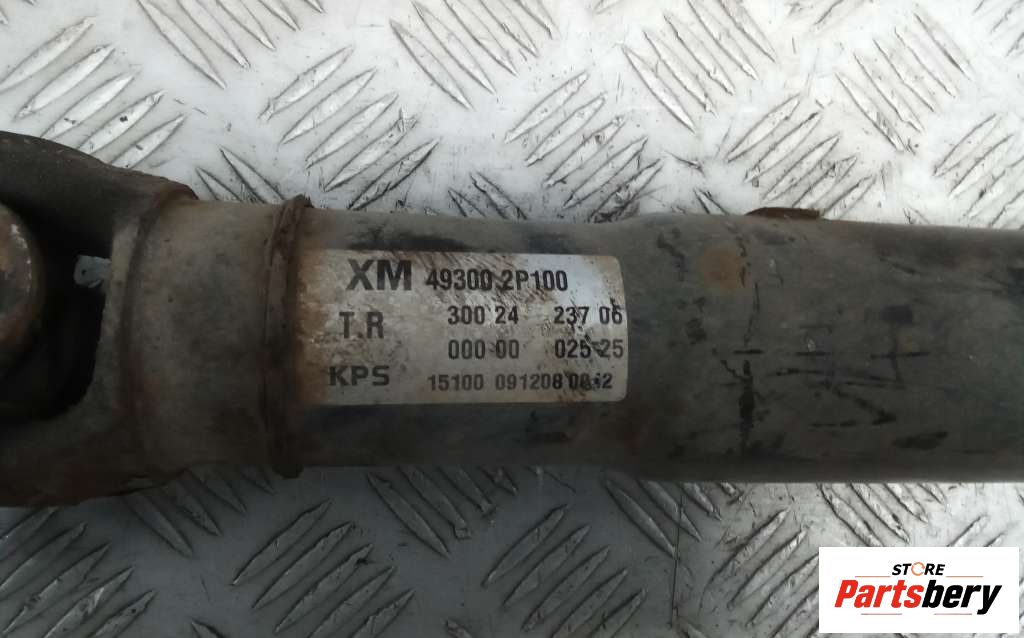 XM 49300 2P100
T.R 300 24 237 06
000 00 025 25
KPS 15100 091208 0042
STORE
Partsbery